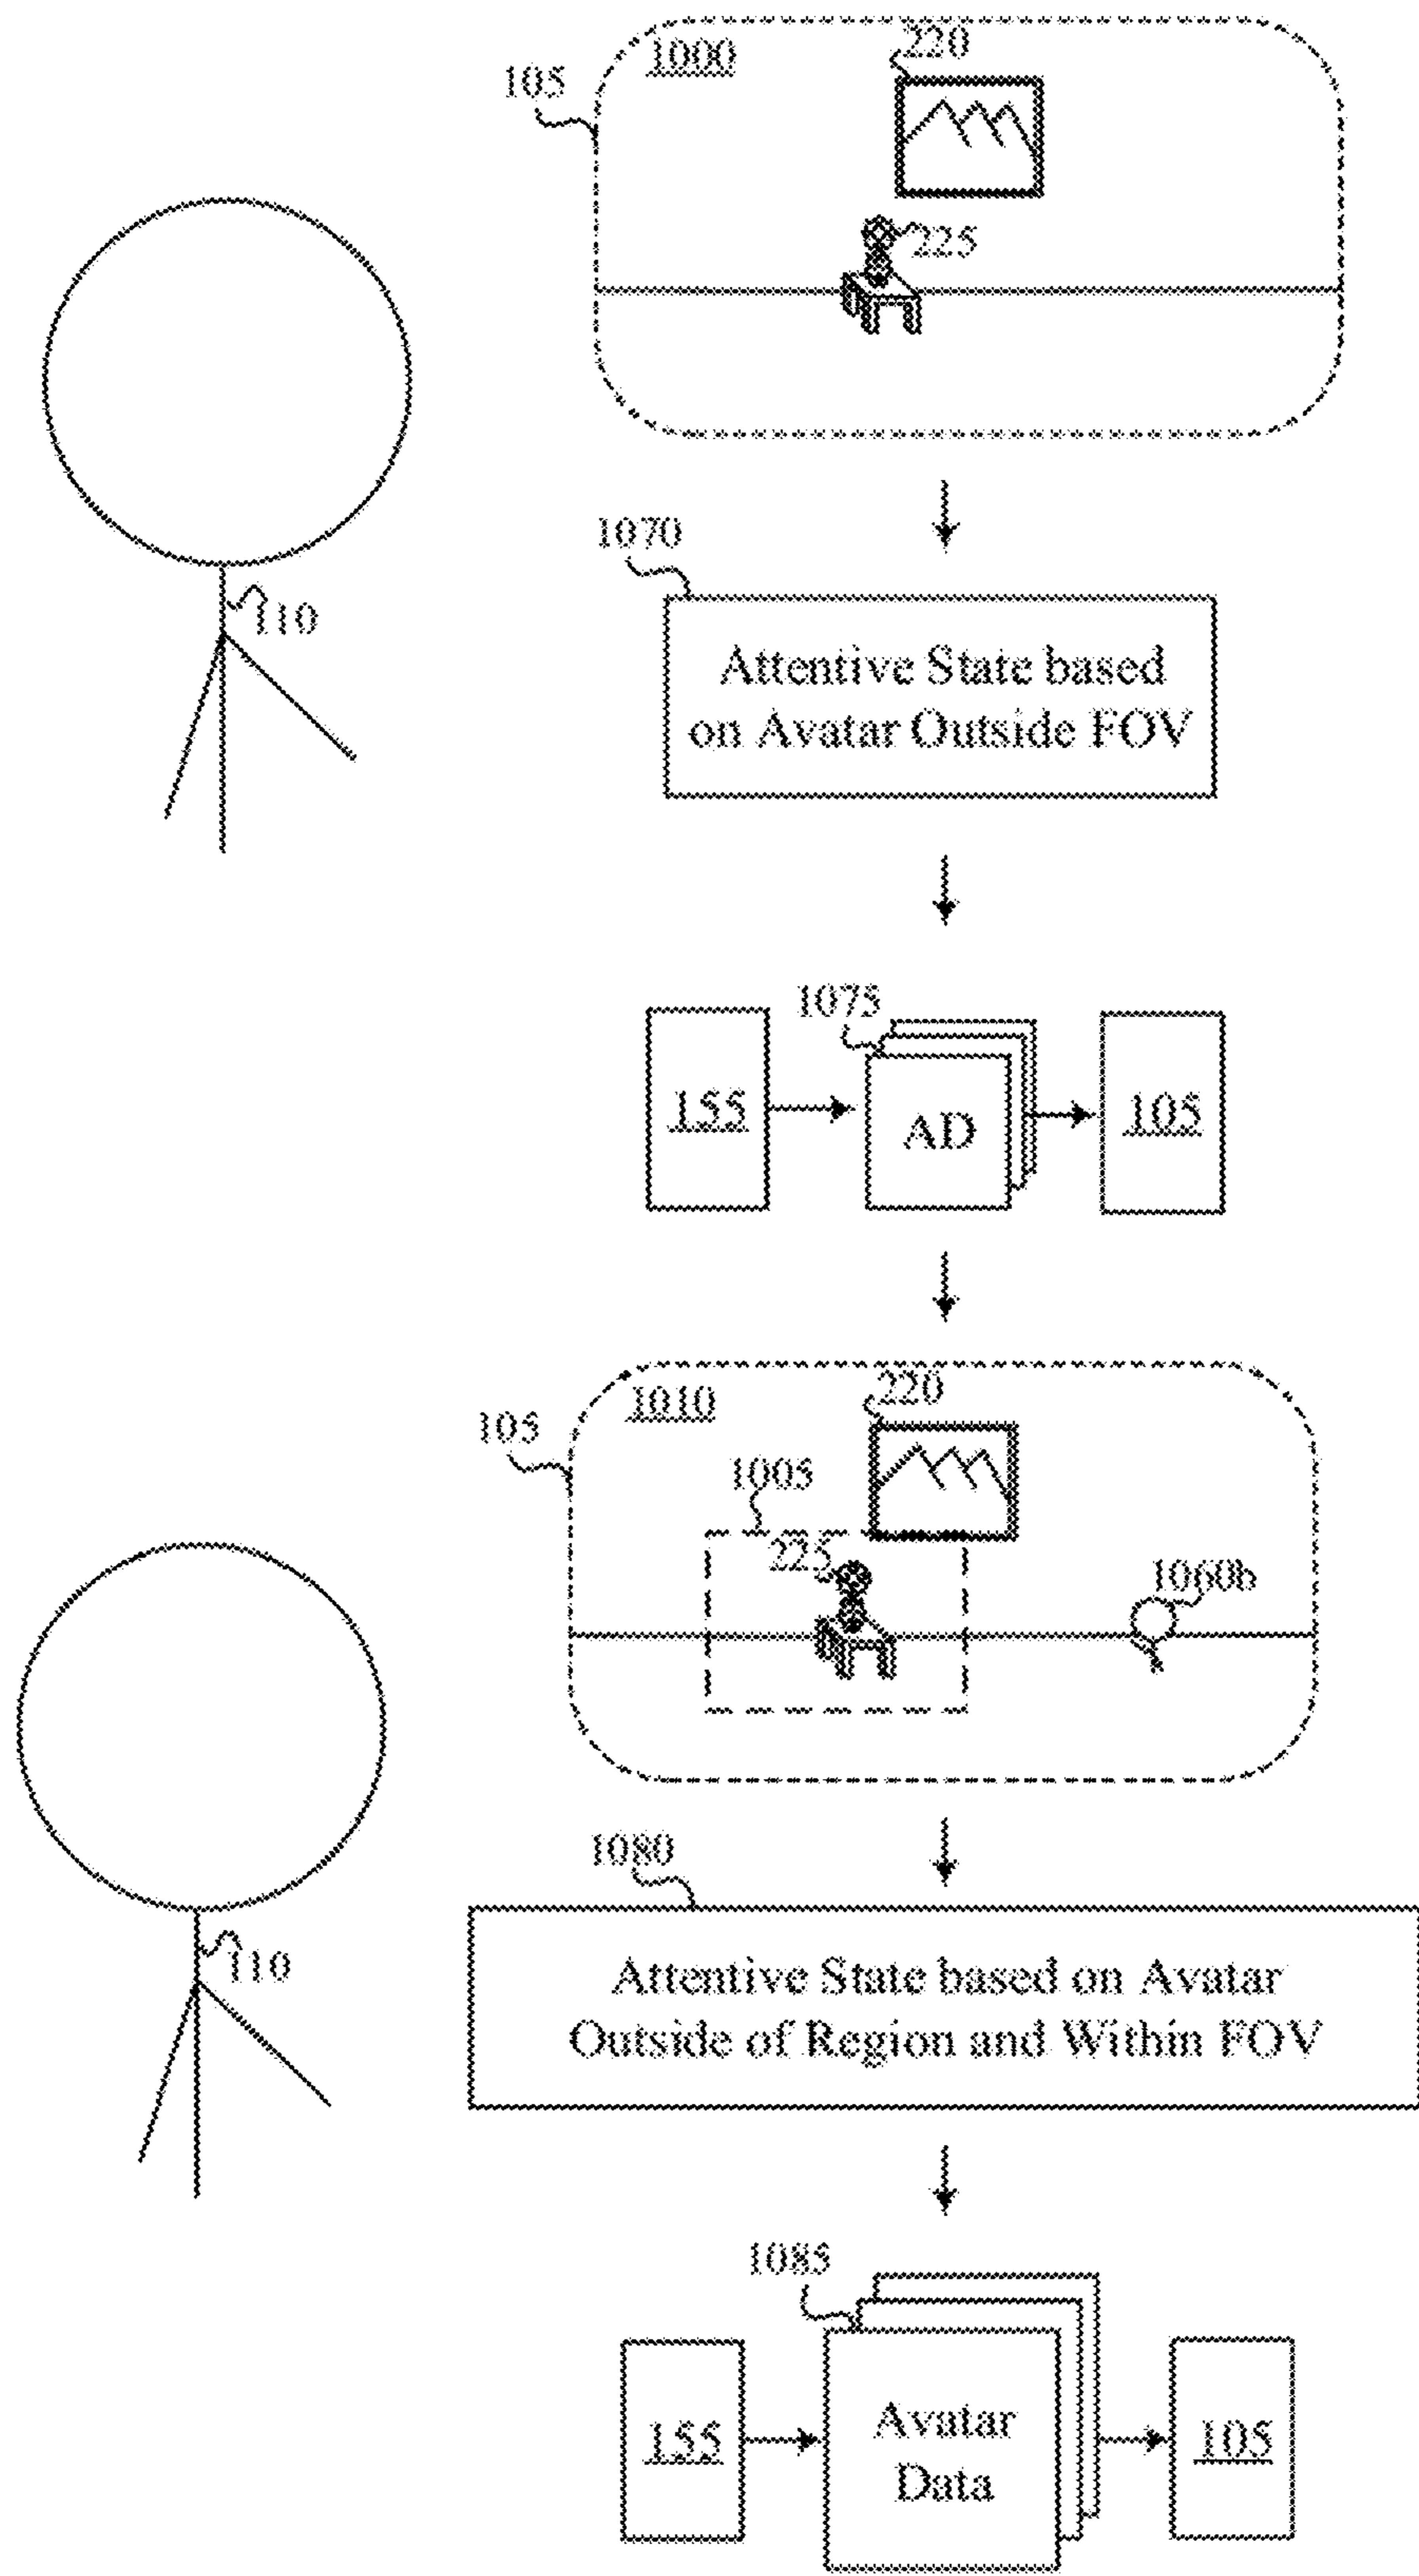 220
1000
105
225
1070
110
Attentive State based
on Avatar Outside FOV
1075
155
AD
105
220
1010
105
1005
225
1060b
1080
110
Attentive State based on Avatar
Outside of Region and Within FOV
1085
155
Avatar
Data
105